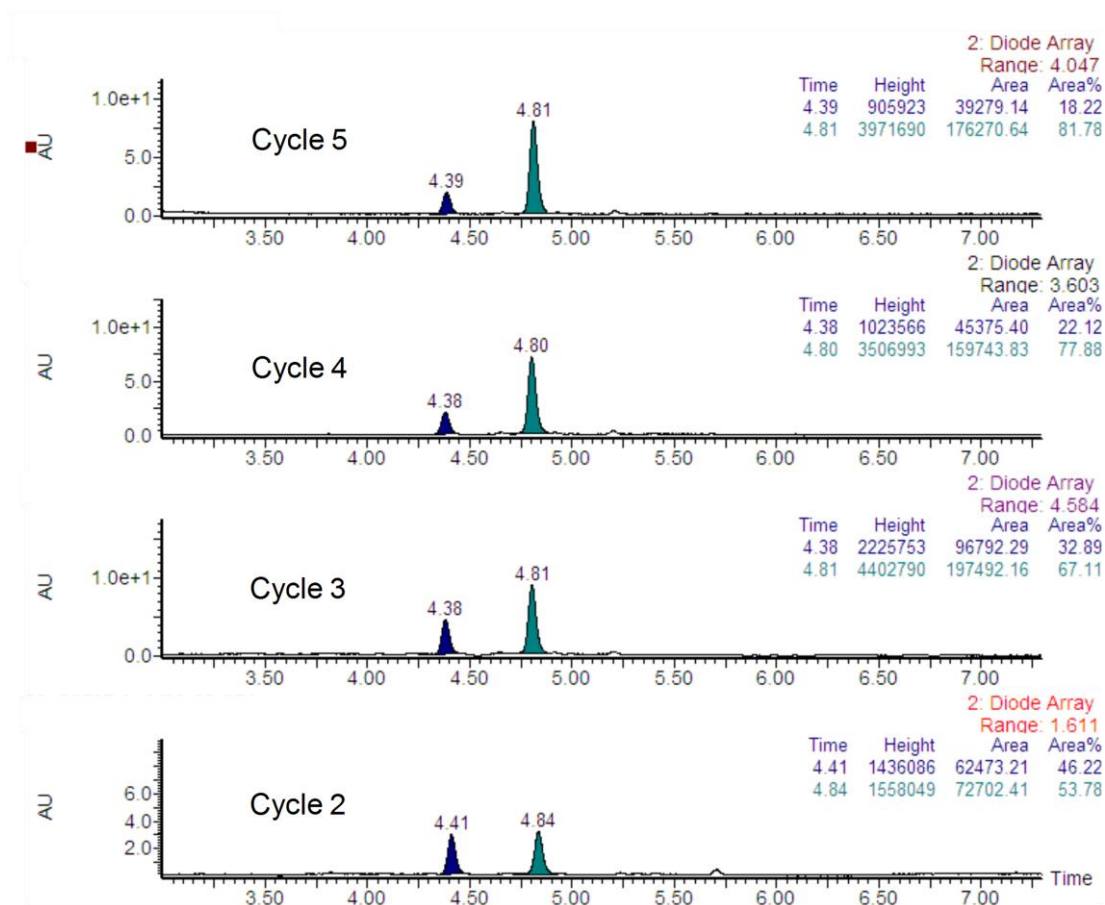 2: Diode Array
Range: 4.047
Time Height Area Area%
4.39 905923 39279.14 18.22
4.81 3971690 176270.64 81.78
1.0e+1
5.0
0.0
AU
Cycle 5
4.39
4.81
3.50 4.00 4.50 5.00 5.50 6.00 6.50 7.00
2: Diode Array
Range: 3.603
Time Height Area Area%
4.38 1023566 45375.40 22.12
4.80 3506993 159743.83 77.88
1.0e+1
5.0
0.0
AU
Cycle 4
4.38
4.80
3.50 4.00 4.50 5.00 5.50 6.00 6.50 7.00
2: Diode Array
Range: 4.584
Time Height Area Area%
4.38 2225753 96792.29 32.89
4.81 4402790 197492.16 67.11
1.0e+1
0.0
AU
Cycle 3
4.38
4.81
3.50 4.00 4.50 5.00 5.50 6.00 6.50 7.00
2: Diode Array
Range: 1.611
Time Height Area Area%
4.41 1436086 62473.21 46.22
4.84 1558049 72702.41 53.78
6.0
4.0
2.0
AU
Cycle 2
4.41
4.84
3.50 4.00 4.50 5.00 5.50 6.00 6.50 7.00
Time